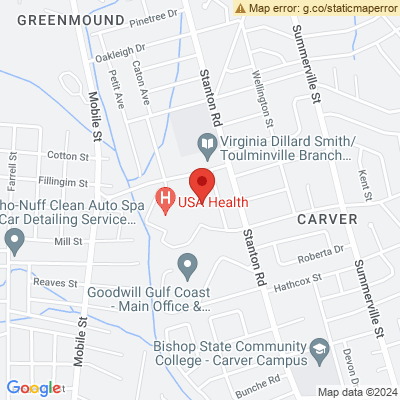 Map error: g.co/staticmaperror
GREENMOUND
Pinetree Dr
Oakleigh Dr
Petit Ave
Caton Ave
Mobile St
Stanton Rd
Wellington St
Summerville St
Virginia Dillard Smith/
Toulminville Branch...
Cotton St
Farrell St
Fillingim St
Kent St
H
USA Health
ho-Nuff Clean Auto Spa
Car Detailing Service...
CARVER
Mill St
Stanton Rd
Roberta Dr
Summerville St
Reaves St
Hathcox St
Goodwill Gulf Coast
- Main Office &...
Mobile St
Bishop State Community
College - Carver Campus
Devon Dr
Bunche Rd
Google
t
Map data ©2024